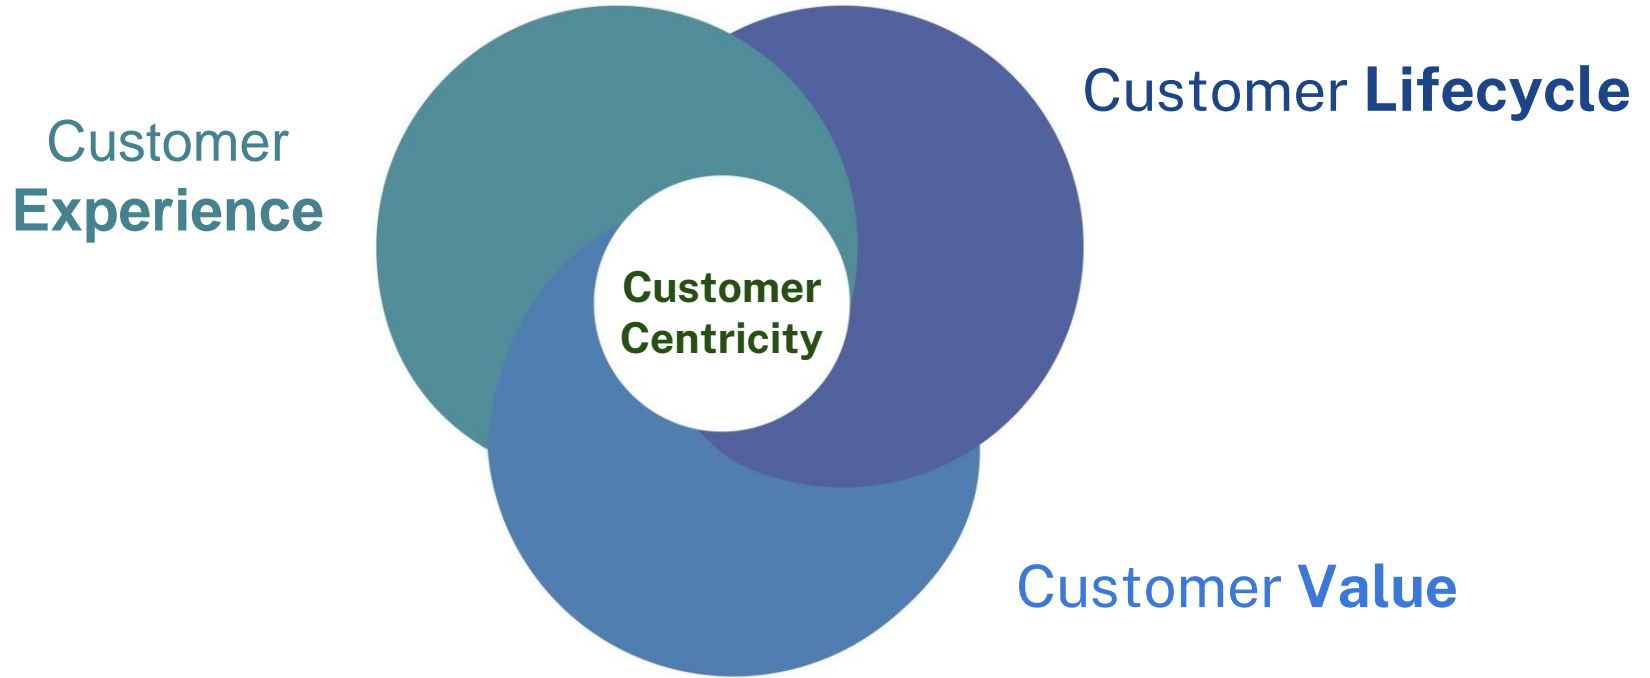 Customer Lifecycle
Customer
Experience
Customer
Centricity
Customer Value